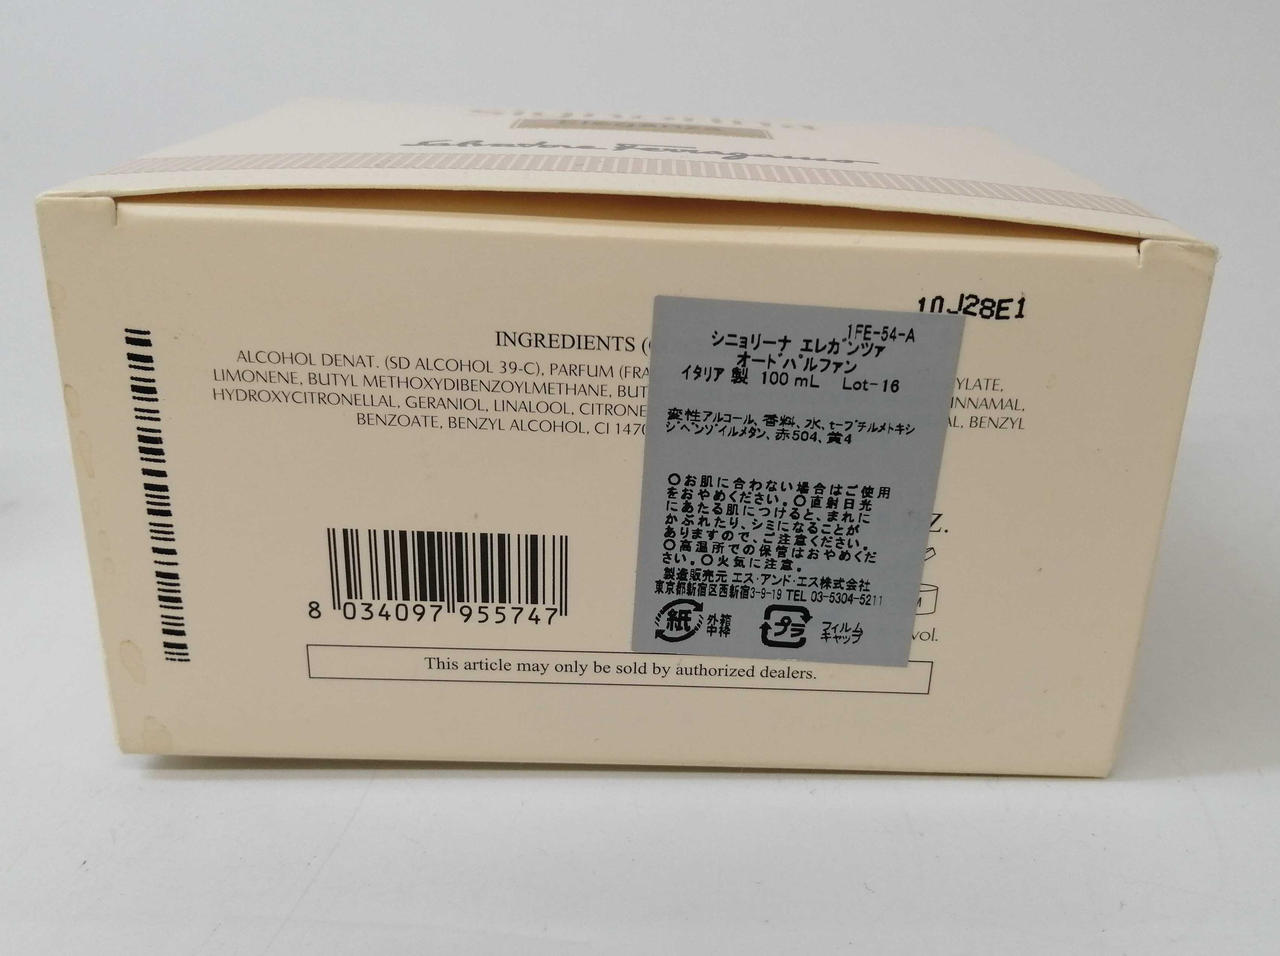 Eleganza
Salvatore Ferragamo
10J28E1
INGREDIENTS
ALCOHOL DENAT. (SD ALCOHOL 39-C), PARFUM
LIMONENE, BUTYL METHOXYDIBENZOYLMETHANE,
HYDROXYCITRONELLAL, GERANIOL, LINALOOL,
BENZOATE, BENZYL ALCOHOL, CI
BENZYL
1FE-54-A
シニョリーナ エレガンツァ
オードパルファン
イタリア製 100 mL Lot-16
変性アルコール、香料、水、t-ブチルメトキシ
ジベンゾイルメタン、赤504、黄4
○お肌に合わない場合はご使用
をおやめください。○直射日光
にあたる肌につけると、まれに
かぶれたり、シミになることが
ありますので、ご注意ください。
○高温所での保管はおやめくだ
さい。○火気に注意。
製造販売元 エス・アンド・エス株式会社
東京都新宿区西新宿3-9-19 TEL 03-5304-5211
紙 外箱 中枠 プラ フィルム キャップ
vol.
8 034097 955747
This article may only be sold by authorized dealers.